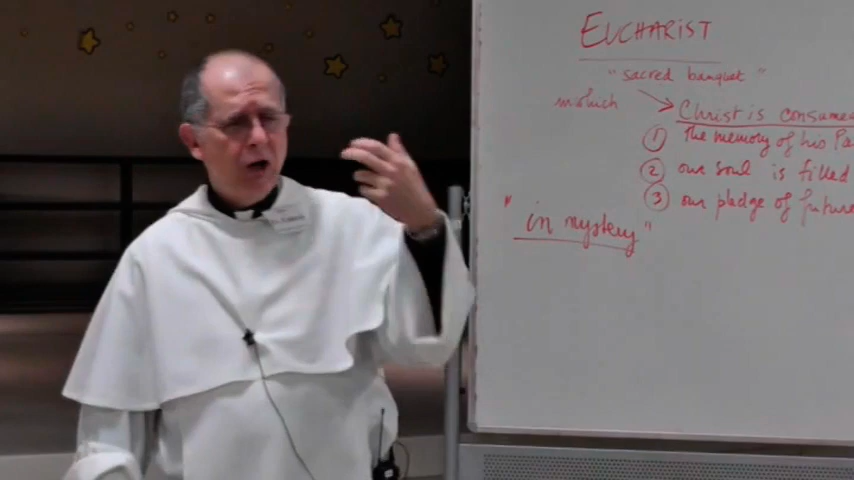 EUCHARIST
"sacred banquet"
in which → Christ is consumed
① The memory of his Pa
② our soul is filled
③ our pledge of future
"in mystery"